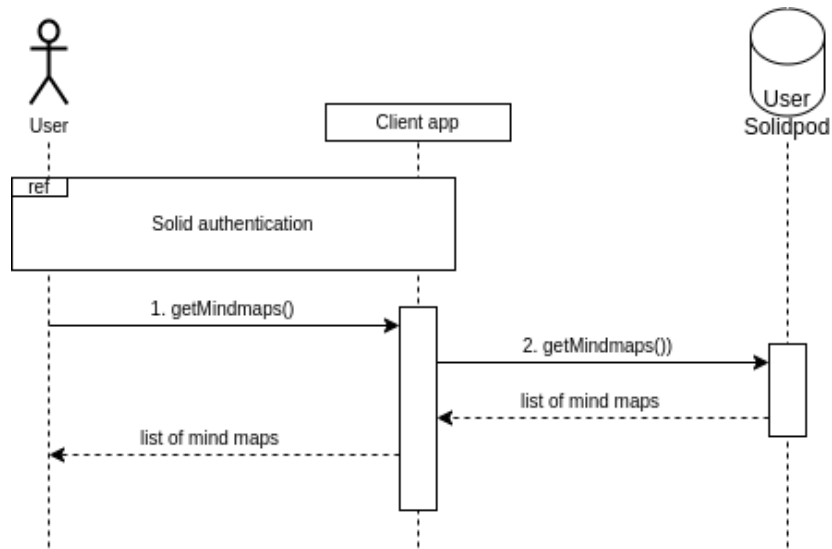 User
Client app
User
Solidpod
ref
Solid authentication
1. getMindmaps()
2. getMindmaps())
list of mind maps
list of mind maps